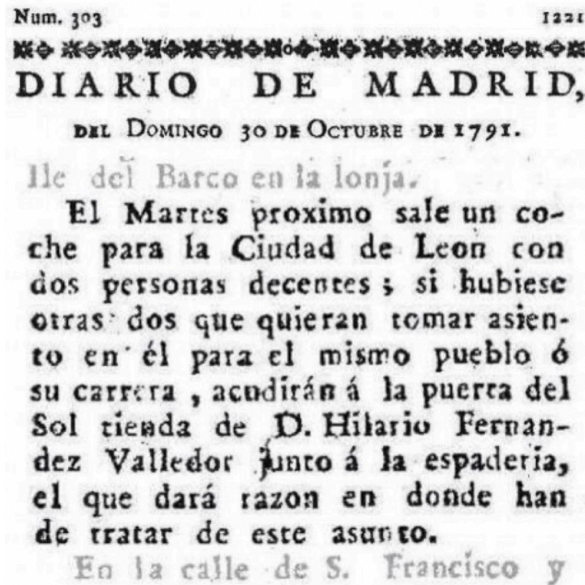 Num. 303 1221
DIARIO DE MADRID,
DEL DOMINGO 30 DE OCTUBRE DE 1791.
lle del Barco en la lonja.
El Martes proximo sale un co-
che para la Ciudad de Leon con
dos personas decentes ; si hubiese
otras dos que quieran tomar asien-
to en él para el mismo pueblo ó
su carrera , acudirán á la puerta del
Sol tienda de D. Hilario Fernan-
dez Valledor junto á la espaderia,
el que dará razon en donde han
de tratar de este asunto.
En la calle de S. Francisco y